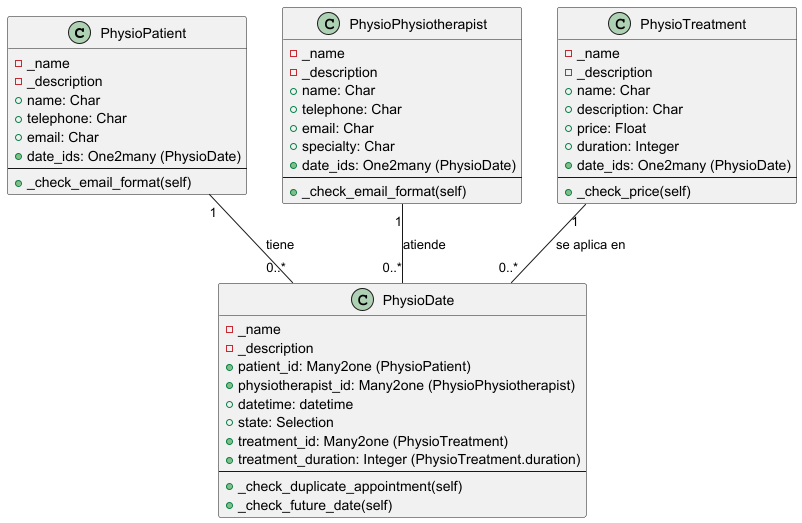 C PhysioPatient
_name
_description
name: Char
telephone: Char
email: Char
date_ids: One2many (PhysioDate)
_check_email_format(self)
C PhysioPhysiotherapist
_name
_description
name: Char
telephone: Char
email: Char
specialty: Char
date_ids: One2many (PhysioDate)
_check_email_format(self)
C PhysioTreatment
_name
_description
name: Char
description: Char
price: Float
duration: Integer
date_ids: One2many (PhysioDate)
_check_price(self)
1
tiene
0..*
1
atiende
0..*
1
se aplica en
0..*
C PhysioDate
_name
_description
patient_id: Many2one (PhysioPatient)
physiotherapist_id: Many2one (PhysioPhysiotherapist)
datetime: datetime
state: Selection
treatment_id: Many2one (PhysioTreatment)
treatment_duration: Integer (PhysioTreatment.duration)
_check_duplicate_appointment(self)
_check_future_date(self)